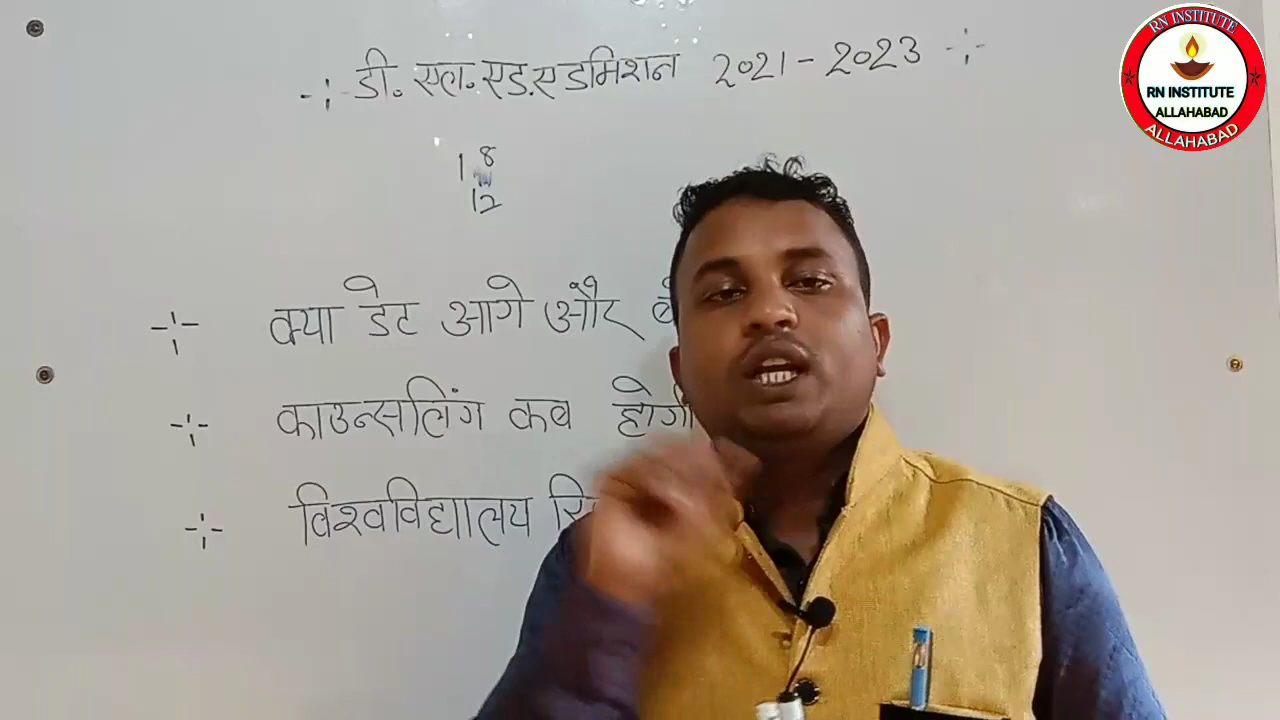 डी. एल. एड. एडमिशन 2021-2023
18
12
क्या डेट आगे और
काउन्सलिंग कब होगी
विश्वविद्यालय
RN INSTITUTE
RN INSTITUTE
ALLAHABAD
ALLAHABAD